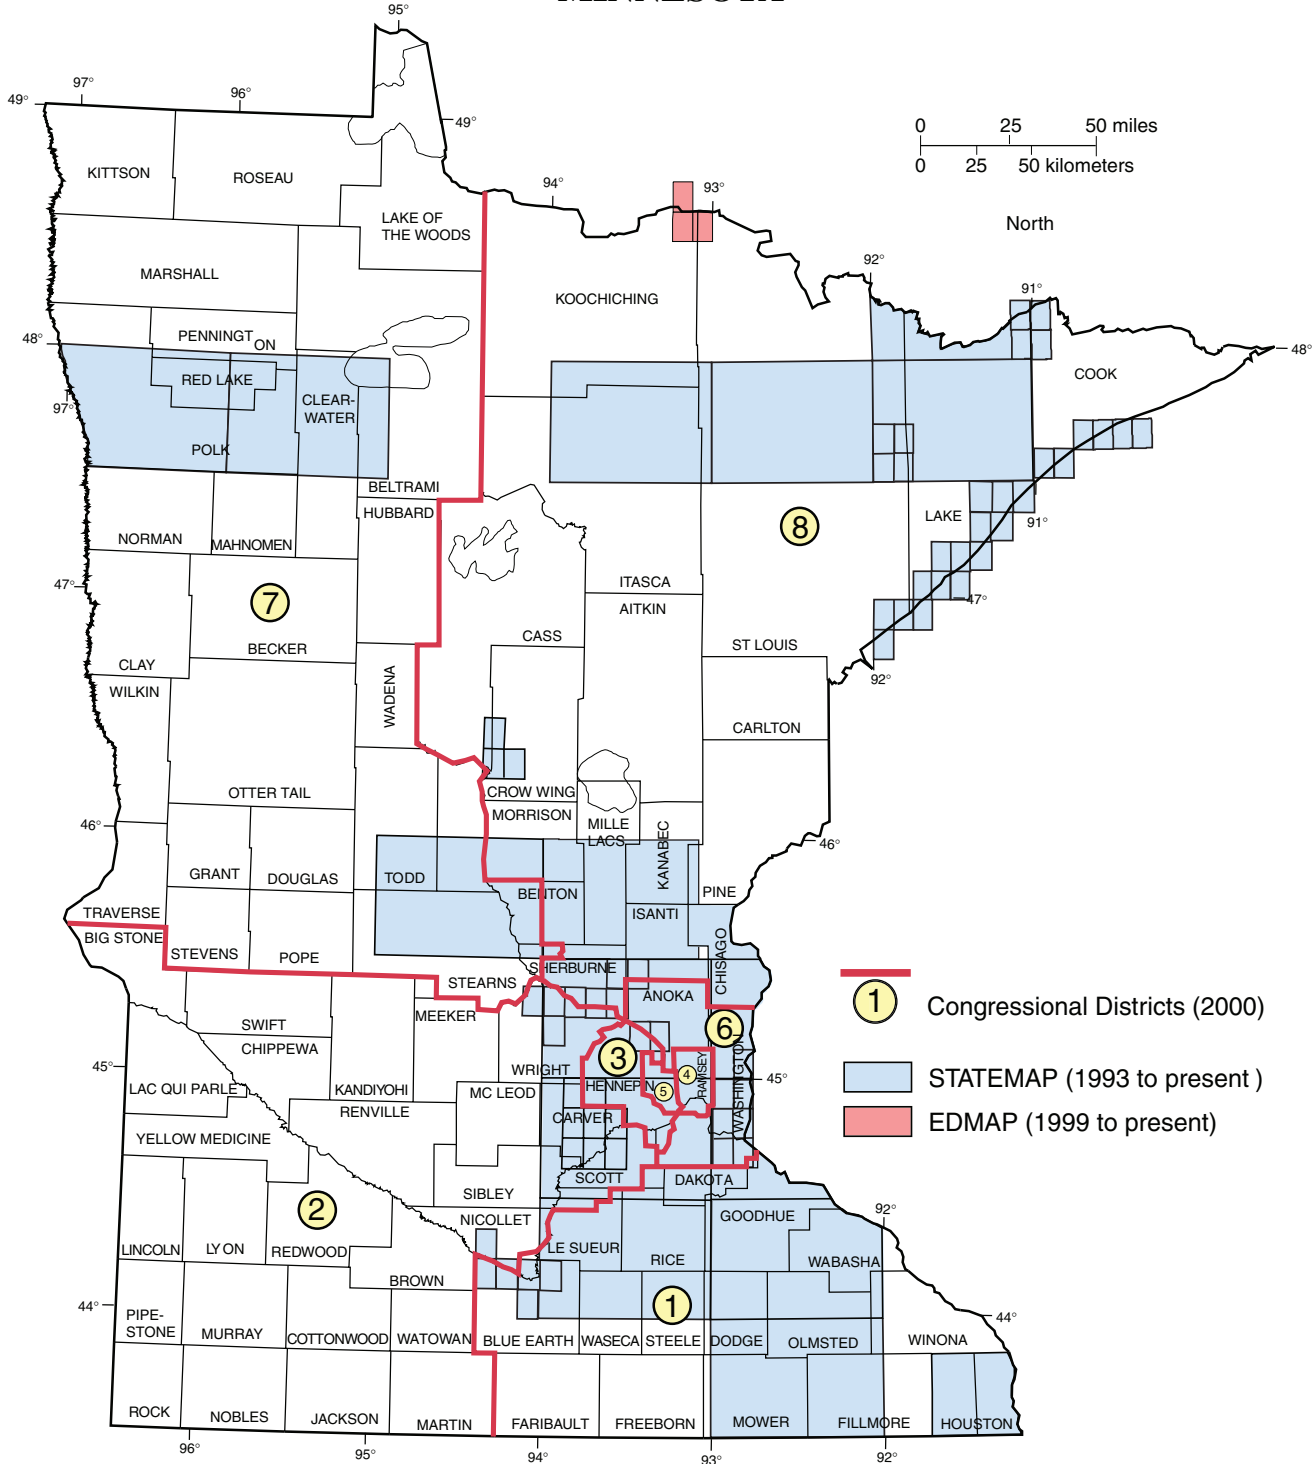 MINNESOTA
95°
97°
96°
49°
49°
0 25 50 miles
0 25 50 kilometers
North
KITTSON
ROSEAU
94°
93°
LAKE OF
THE WOODS
MARSHALL
92°
91°
KOOCHICHING
PENNINGT ON
48°
48°
RED LAKE
COOK
CLEAR-
WATER
97°
POLK
BELTRAMI
HUBBARD
8
LAKE
91°
NORMAN
MAHNOMEN
47°
ITASCA
AITKIN
47°
7
BECKER
CASS
ST LOUIS
CLAY
WILKIN
92°
WADENA
CARLTON
OTTER TAIL
CROW WING
MORRISON
46°
MILLE
LACS
KANABEC
46°
GRANT
DOUGLAS
TODD
BENTON
PINE
TRAVERSE
ISANTI
BIG STONE
STEVENS
POPE
CHISAGO
SHERBURNE
STEARNS
ANOKA
MEEKER
1 Congressional Districts (2000)
SWIFT
6
CHIPPEWA
3
45°
WRIGHT
RAMSEY
WASHINGTON
45°
STATEMAP (1993 to present )
LAC QUI PARLE
KANDIYOHI
MC LEOD
HENNEPIN
5
4
RENVILLE
CARVER
EDMAP (1999 to present)
YELLOW MEDICINE
SCOTT
DAKOTA
SIBLEY
2
NICOLLET
GOODHUE
92°
LINCOLN
LYON
REDWOOD
LE SUEUR
RICE
WABASHA
BROWN
44°
1
44°
PIPE-
STONE
MURRAY
COTTONWOOD
WATOWAN
BLUE EARTH
WASECA
STEELE
DODGE
OLMSTED
WINONA
ROCK
NOBLES
JACKSON
MARTIN
FARIBAULT
FREEBORN
MOWER
FILLMORE
HOUSTON
96°
95°
94°
93°
92°